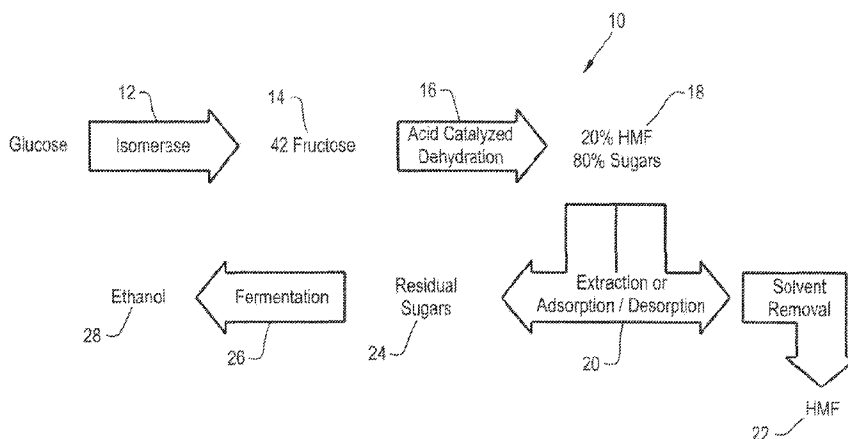 10
12
14
16
18
Glucose
Isomerase
42 Fructose
Acid Catalyzed
Dehydration
20% HMF
80% Sugars
Ethanol
Fermentation
Residual
Sugars
Extraction or
Adsorption / Desorption
Solvent
Removal
28
26
24
20
HMF
22